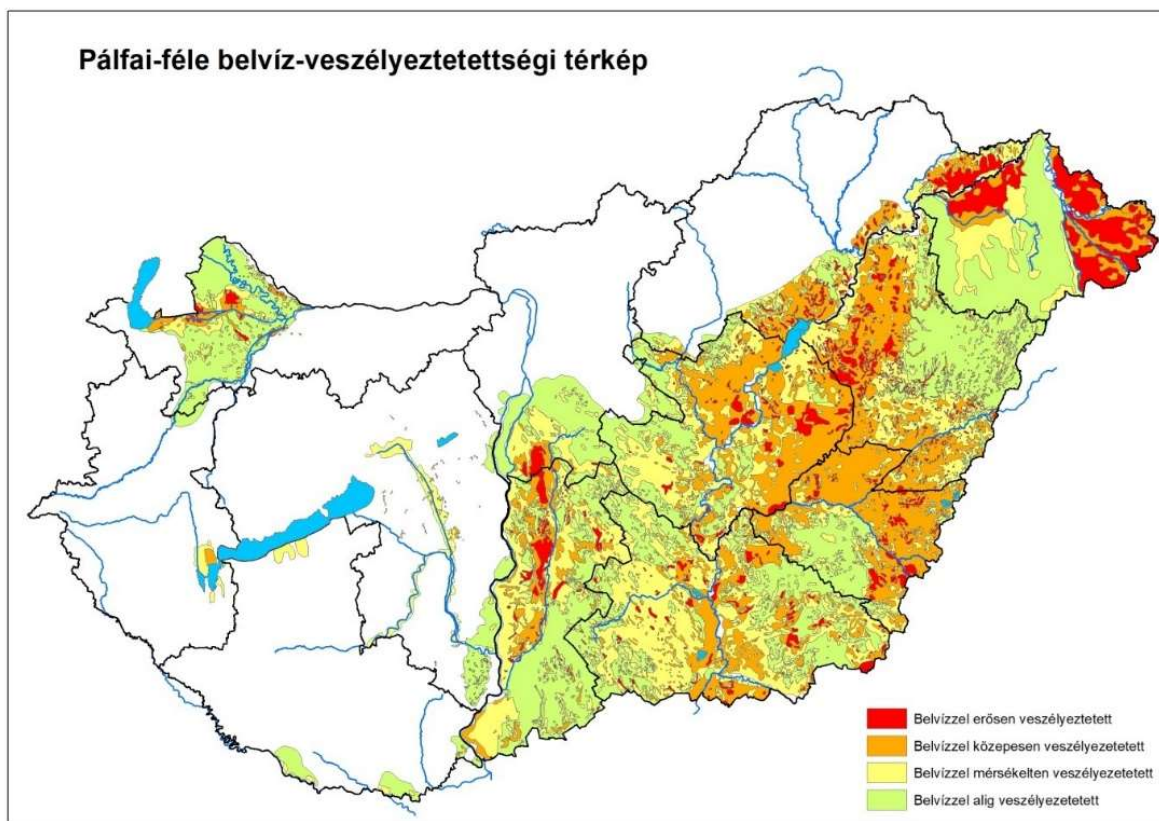 Pálfai-féle belvíz-veszélyeztetettségi térkép
Belvízzel erősen veszélyeztetett
Belvízzel közepesen veszélyezetetett
Belvízzel mérsékelten veszélyezetetett
Belvízzel alig veszélyezetetett